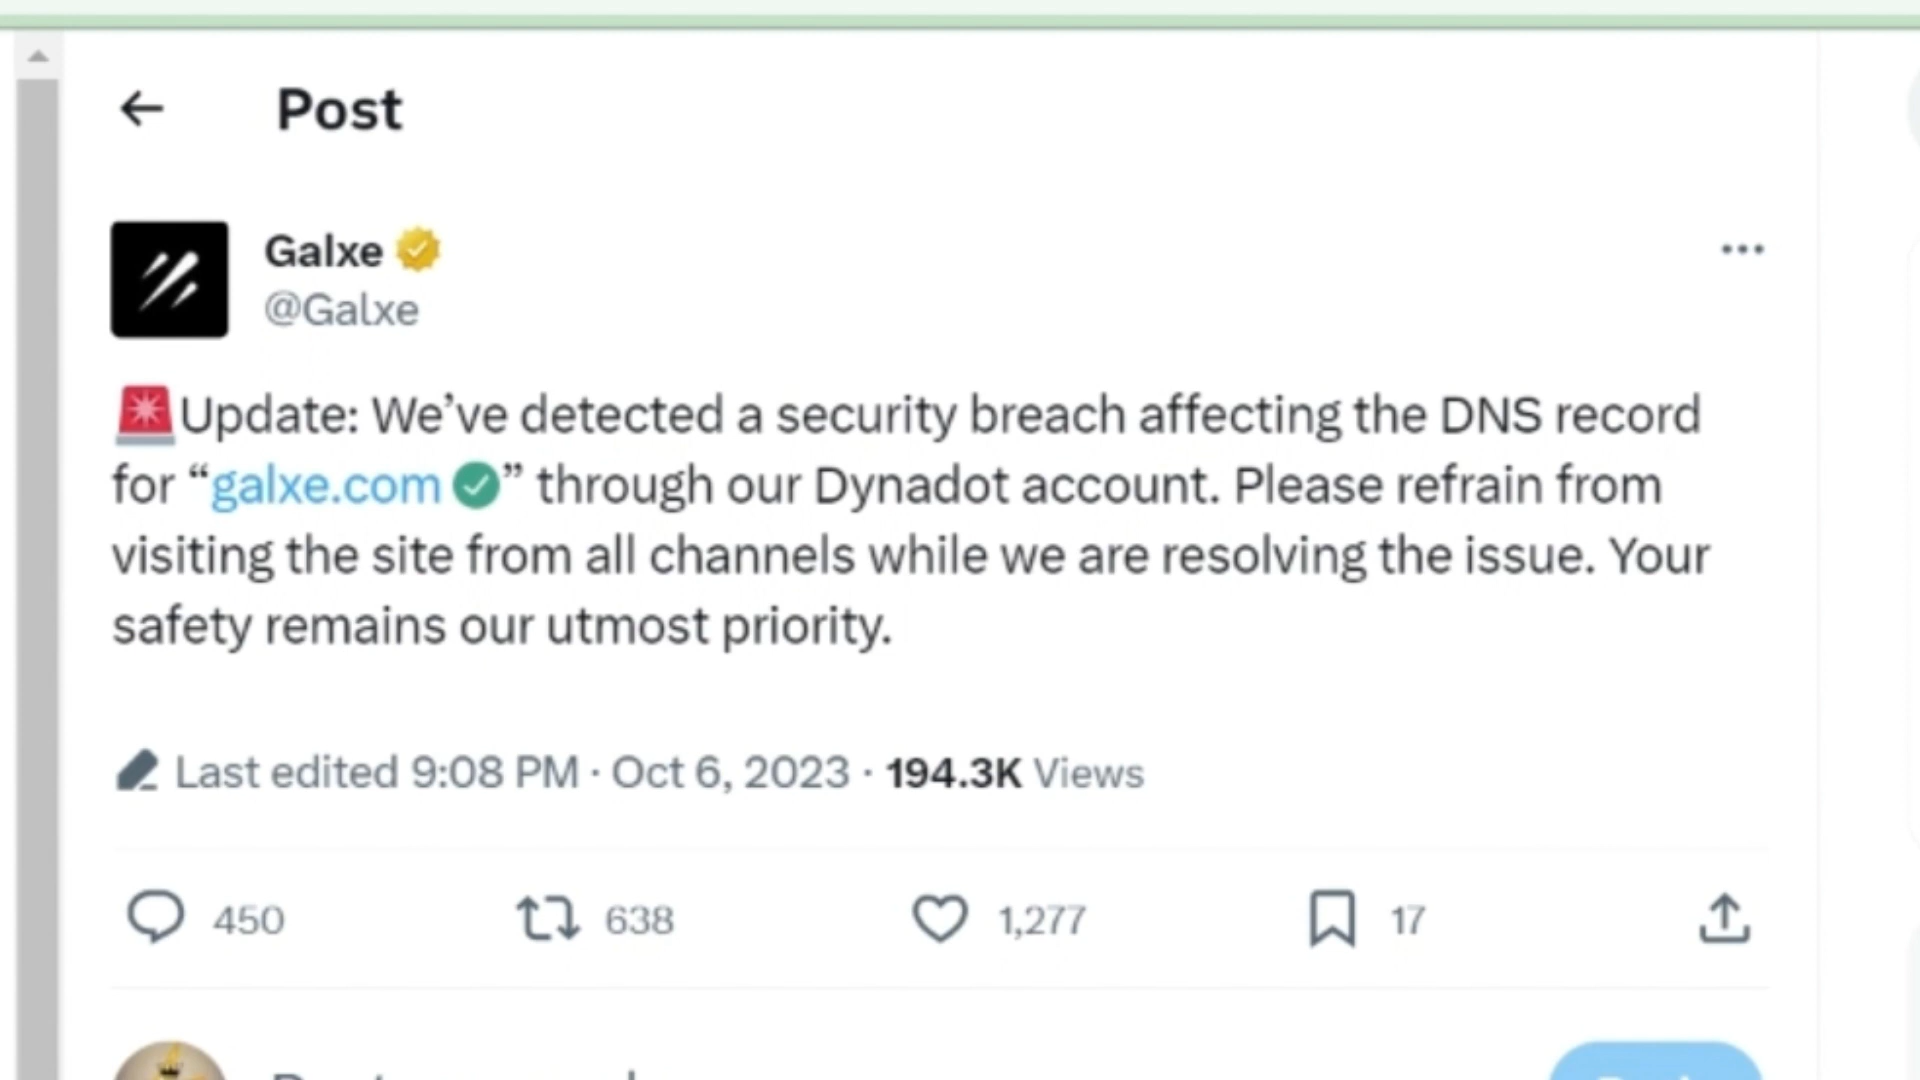 Post
Galxe
@Galxe
Update: We’ve detected a security breach affecting the DNS record
for “galxe.com” through our Dynadot account. Please refrain from
visiting the site from all channels while we are resolving the issue. Your
safety remains our utmost priority.
Last edited 9:08 PM · Oct 6, 2023 · 194.3K Views
450 638 1,277 17